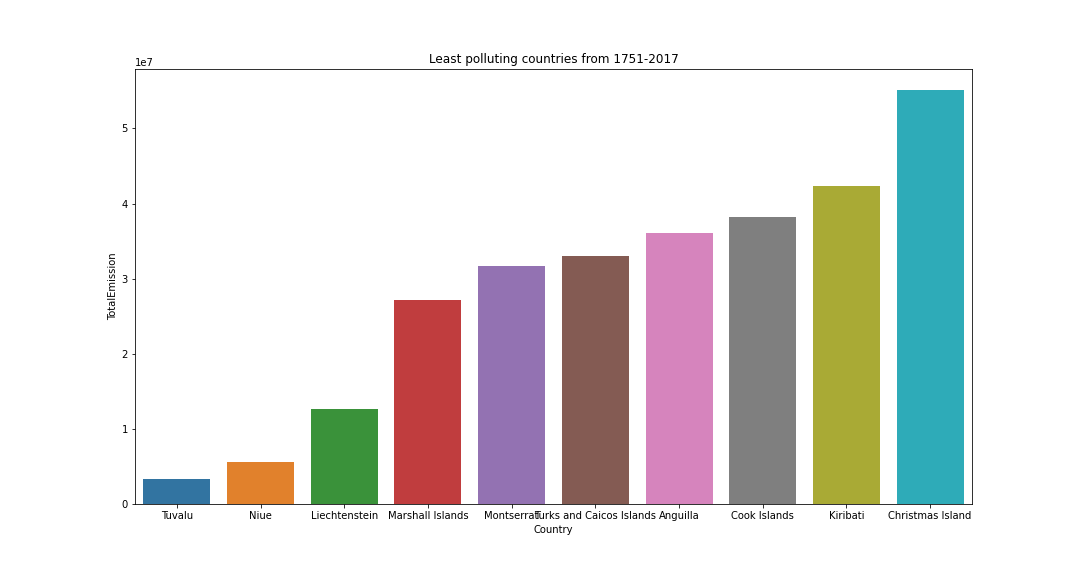 Least polluting countries from 1751-2017
1e7
5
4
3
2
1
0
TotalEmission
Tuvalu Niue Liechtenstein Marshall Islands Montserrat Turks and Caicos Islands Anguilla Cook Islands Kiribati Christmas Island
Country